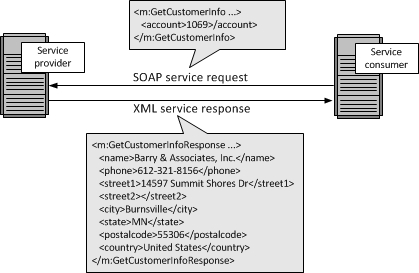 <m:GetCustomerInfo ...>
<account>1069>/account>
</m:GetCustomerInfo>
Service
provider
Service
consumer
SOAP service request
XML service response
<m:GetCustomerInfoResponse ...>
<name>Barry & Associates, Inc.</name>
<phone>612-321-8156</phone>
<street1>14597 Summit Shores Dr</street1>
<street2></street2>
<city>Burnsville</city>
<state>MN</state>
<postalcode>55306</postalcode>
<country>United States</country>
</m:GetCustomerInfoResponse>